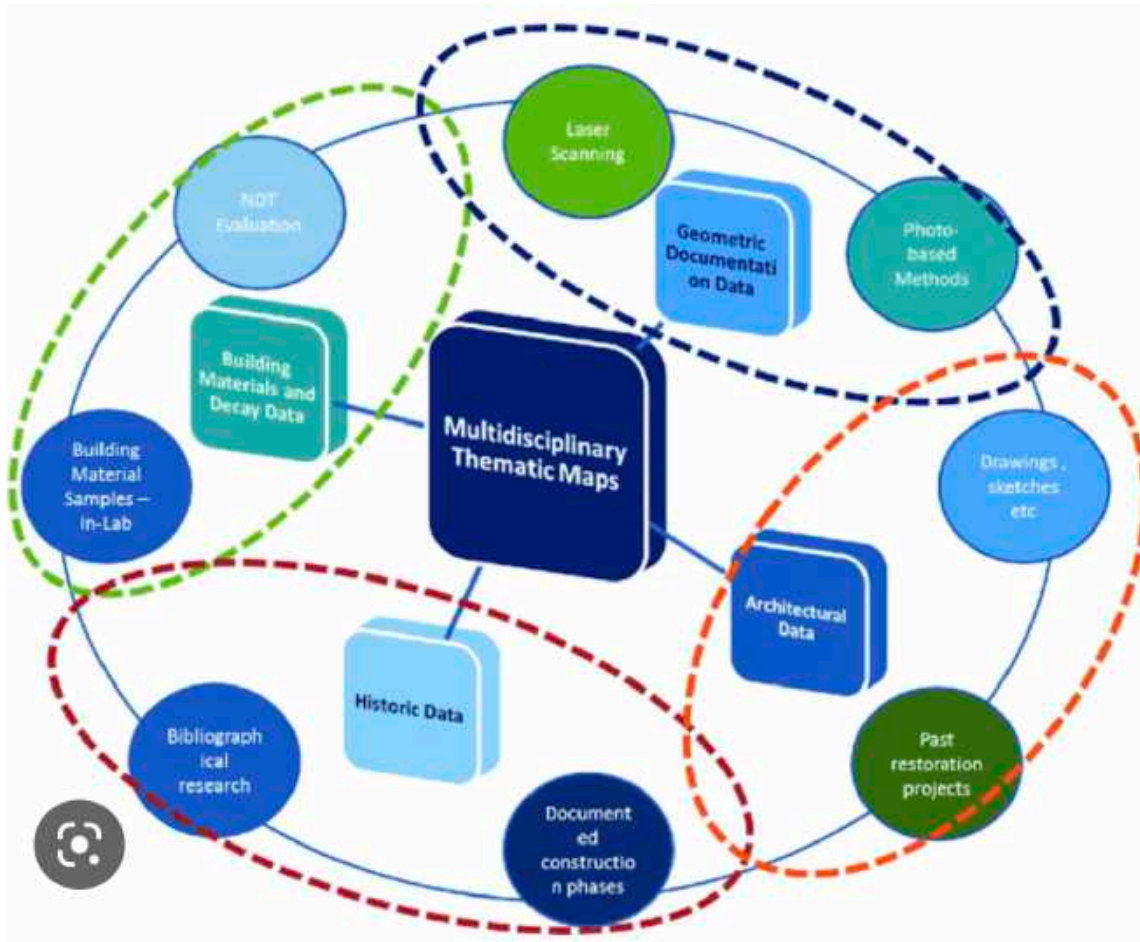 Laser
Scanning
NDT
Evaluation
Photo-
based
Methods
Geometric
Documentati
on Data
Building
Materials and
Decay Data
Multidisciplinary
Thematic Maps
Building
Material
Samples –
in-Lab
Drawings ,
sketches
etc
Architectural
Data
Historic Data
Bibliograph
ical
research
Past
restoration
projects
Document
ed
constructio
n phases